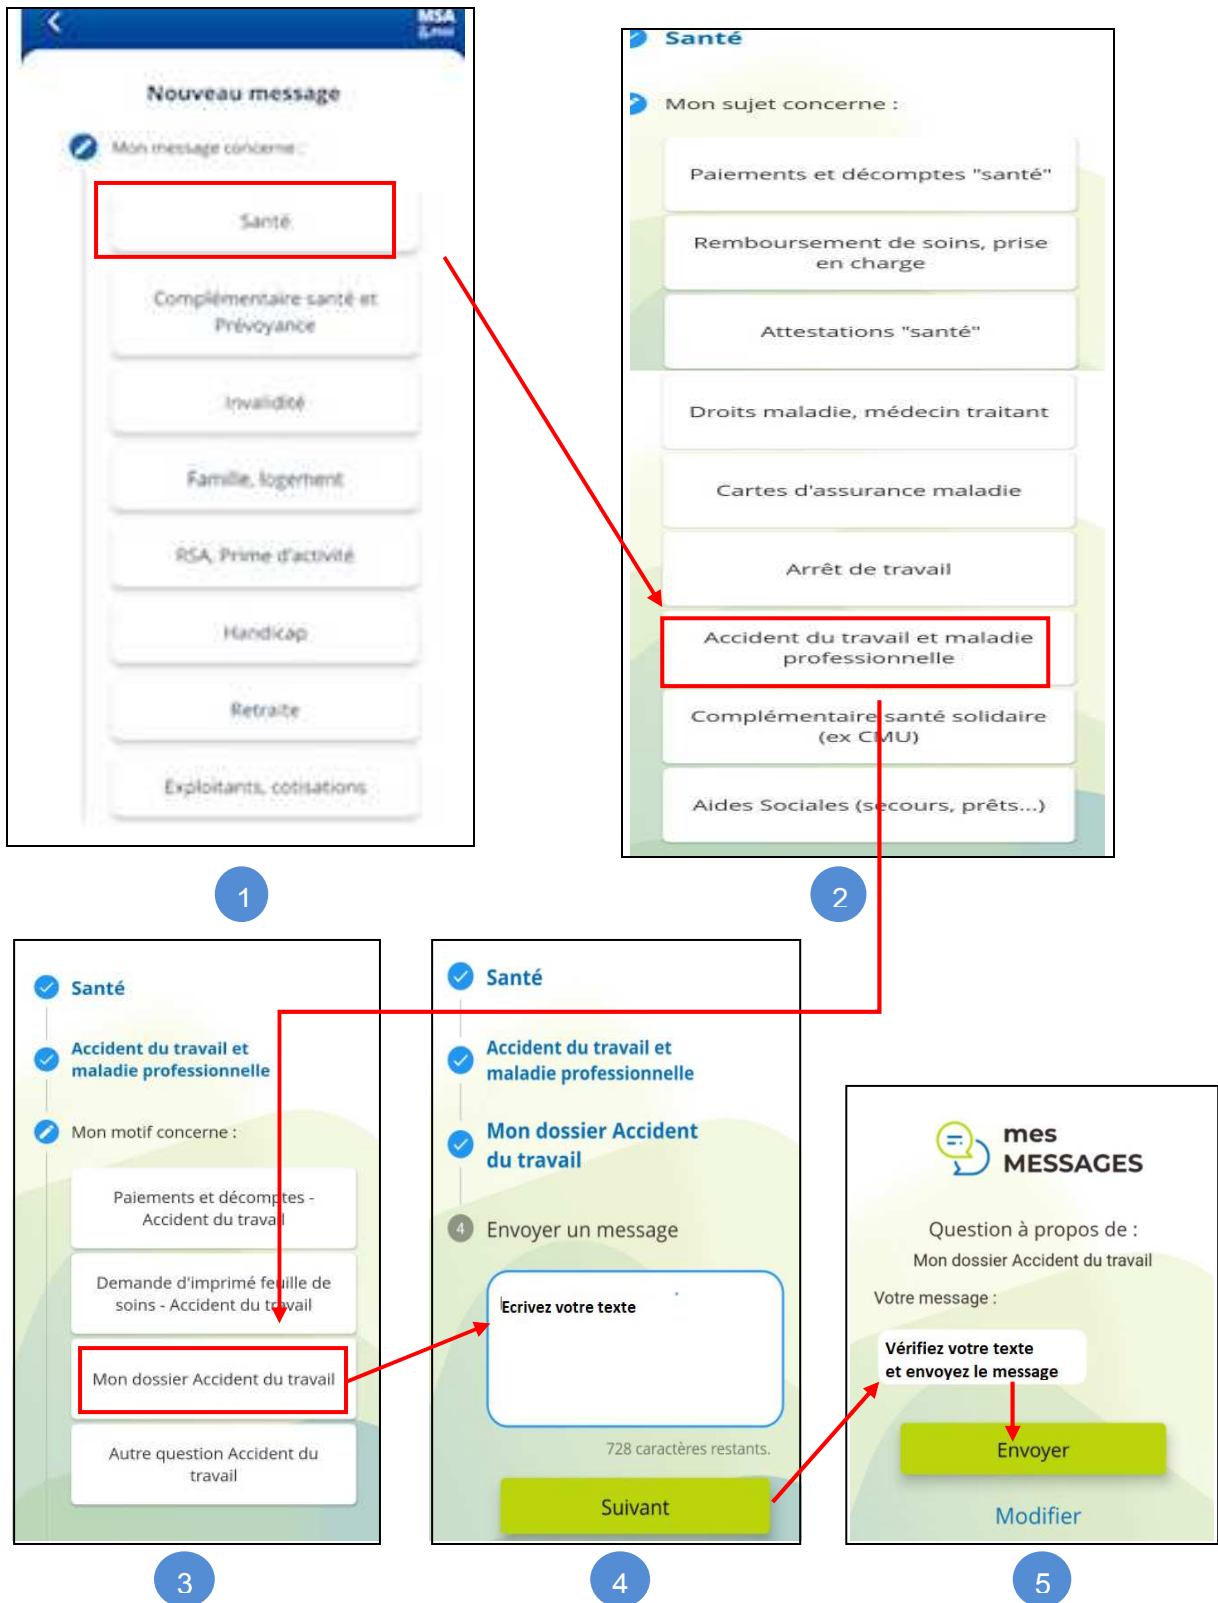 MSA
& moi
Nouveau message
Mon message concerne :
Santé
Complémentaire santé et
Prévoyance
Invalidité
Famille, logement
RSA, Prime d'activité
Handicap
Retraite
Exploitants, cotisations
1
Santé
Mon sujet concerne :
Paiements et décomptes "santé"
Remboursement de soins, prise
en charge
Attestations "santé"
Droits maladie, médecin traitant
Cartes d'assurance maladie
Arrêt de travail
Accident du travail et maladie
professionnelle
Complémentaire santé solidaire
(ex CMU)
Aides Sociales (secours, prêts...)
2
Santé
Accident du travail et
maladie professionnelle
Mon motif concerne :
Paiements et décomptes -
Accident du travail
Demande d'imprimé feuille de
soins - Accident du travail
Mon dossier Accident du travail
Autre question Accident du
travail
3
Santé
Accident du travail et
maladie professionnelle
Mon dossier Accident
du travail
4 Envoyer un message
Ecrivez votre texte
728 caractères restants.
Suivant
4
mes
MESSAGES
Question à propos de :
Mon dossier Accident du travail
Votre message :
Vérifiez votre texte
et envoyez le message
Envoyer
Modifier
5